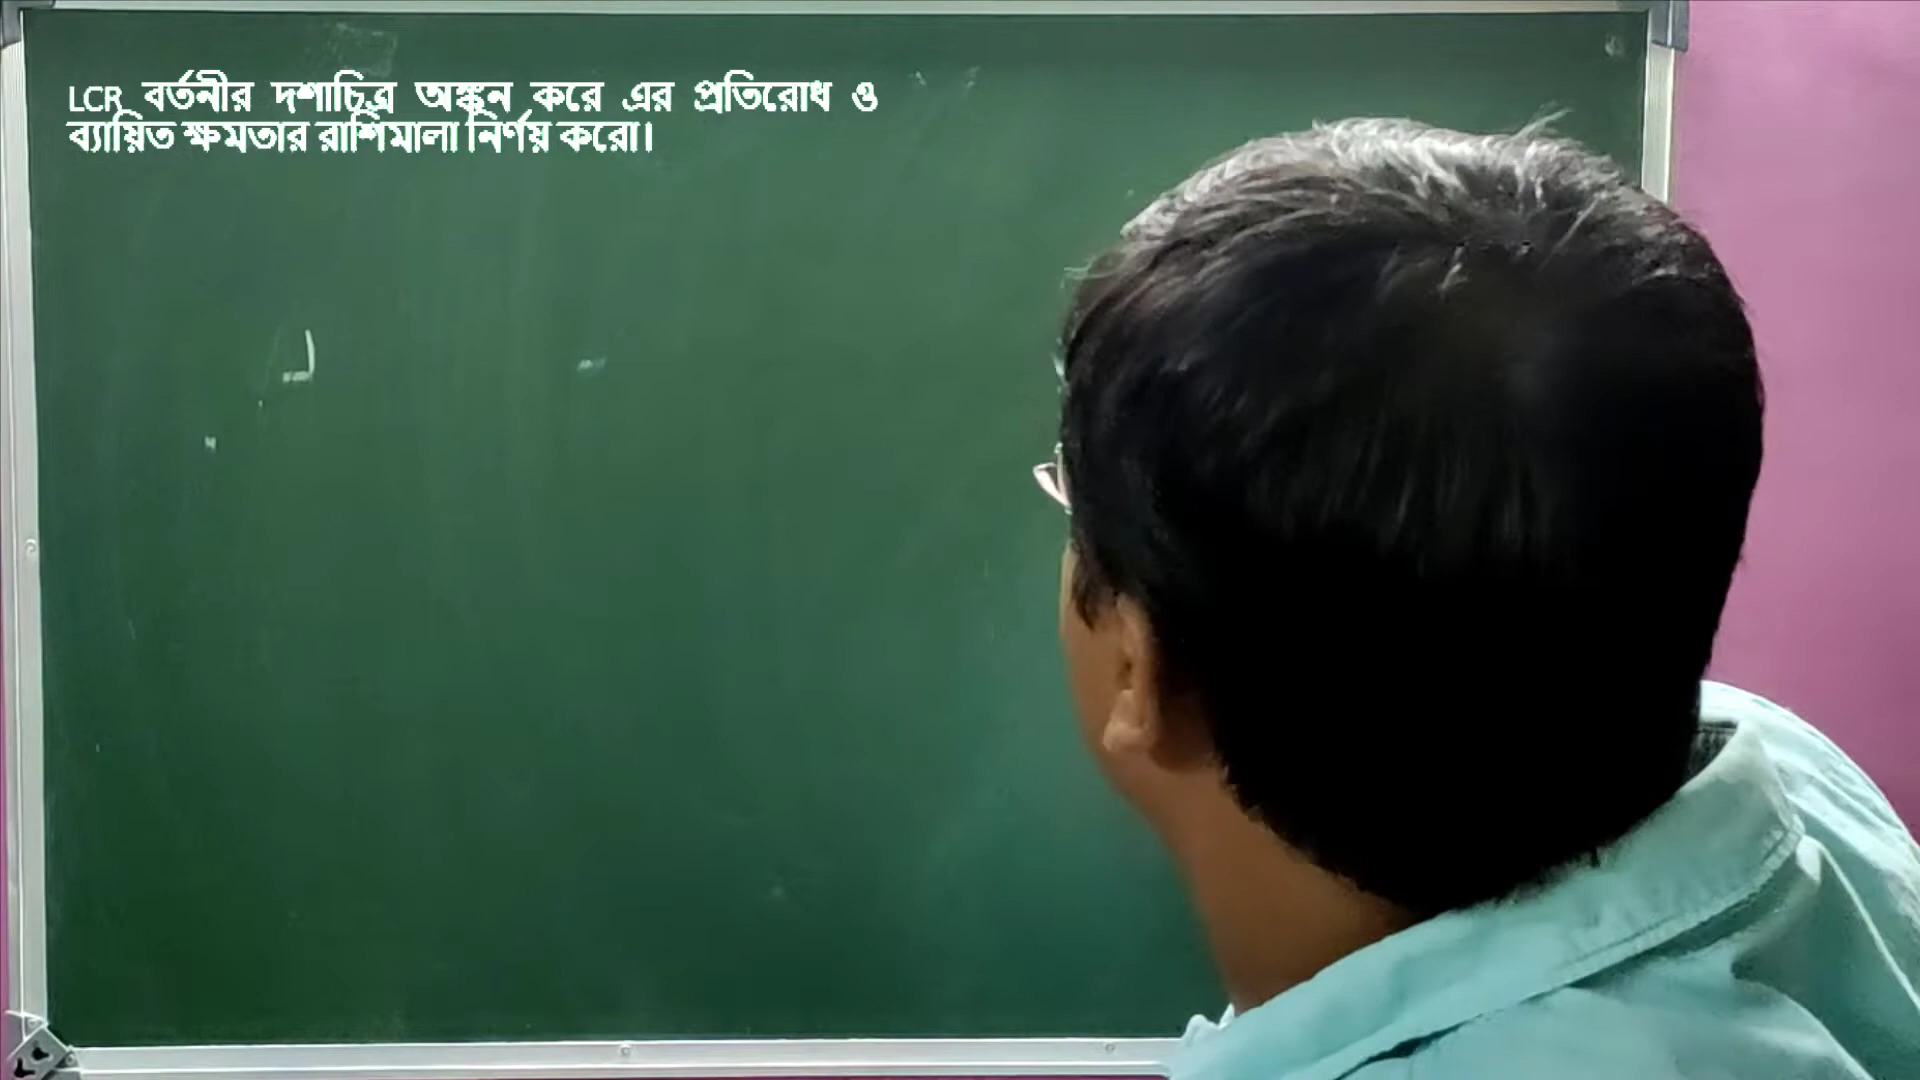 LCR বর্তনীর দশাচিত্র অঙ্কন করে এর প্রতিরোধ ও
ব্যায়িত ক্ষমতার রাশিমালা নির্ণয় করো।